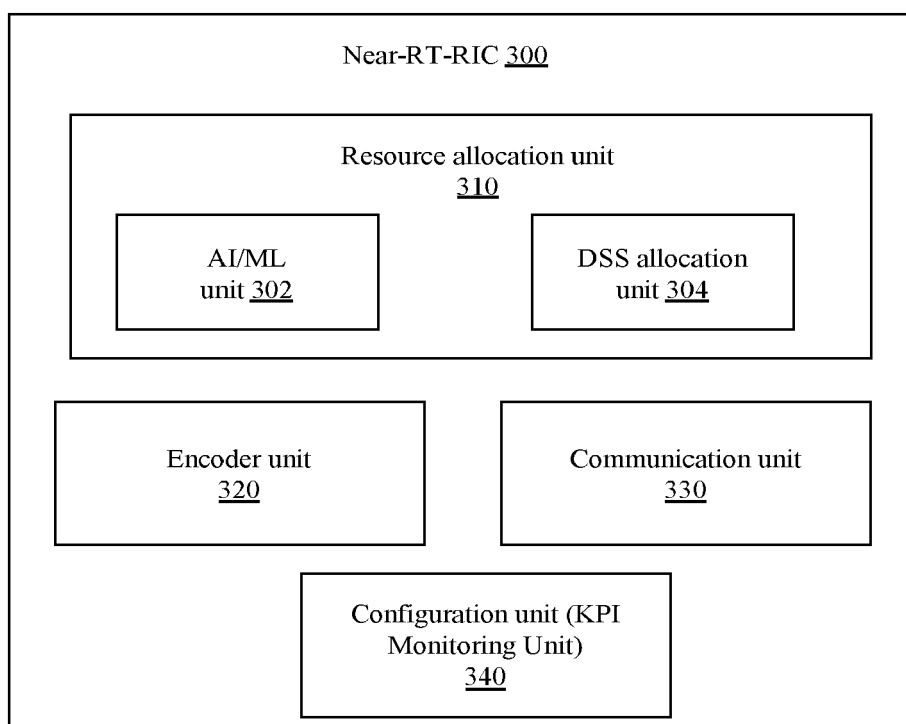 Near-RT-RIC 300
Resource allocation unit
310
AI/ML
unit 302
DSS allocation
unit 304
Encoder unit
320
Communication unit
330
Configuration unit (KPI
Monitoring Unit)
340